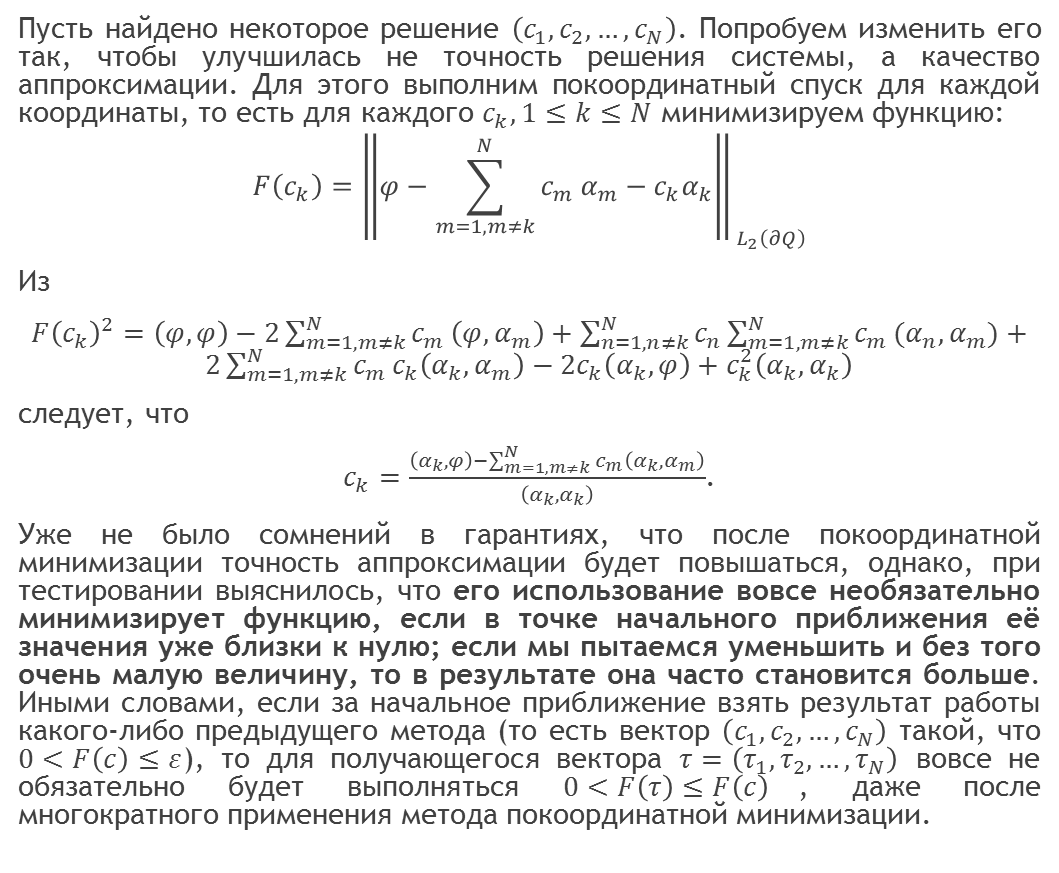 Пусть найдено некоторое решение (c₁, c₂, …, c_N). Попробуем изменить его
так, чтобы улучшилась не точность решения системы, а качество
аппроксимации. Для этого выполним покоординатный спуск для каждой
координаты, то есть для каждого c_k, 1 ≤ k ≤ N минимизируем функцию:
F(c_k) = ‖φ − ∑_{m=1,m≠k}^{N} c_m α_m − c_k α_k‖_{L₂(∂Q)}
Из
F(c_k)² = (φ, φ) − 2 ∑_{m=1,m≠k}^{N} c_m (φ, α_m) + ∑_{n=1,n≠k}^{N} c_n ∑_{m=1,m≠k}^{N} c_m (α_n, α_m) +
2 ∑_{m=1,m≠k}^{N} c_m c_k(α_k, α_m) − 2c_k(α_k, φ) + c_k²(α_k, α_k)
следует, что
c_k = ((α_k,φ)−∑_{m=1,m≠k}^{N} c_m(α_k,α_m))/(α_k,α_k).
Уже не было сомнений в гарантиях, что после покоординатной
минимизации точность аппроксимации будет повышаться, однако, при
тестировании выяснилось, что его использование вовсе необязательно
минимизирует функцию, если в точке начального приближения её
значения уже близки к нулю; если мы пытаемся уменьшить и без того
очень малую величину, то в результате она часто становится больше.
Иными словами, если за начальное приближение взять результат работы
какого-либо предыдущего метода (то есть вектор (c₁, c₂, …, c_N) такой, что
0 < F(c) ≤ ε), то для получающегося вектора τ = (τ₁, τ₂, …, τ_N) вовсе не
обязательно будет выполняться 0 < F(τ) ≤ F(c) , даже после
многократного применения метода покоординатной минимизации.